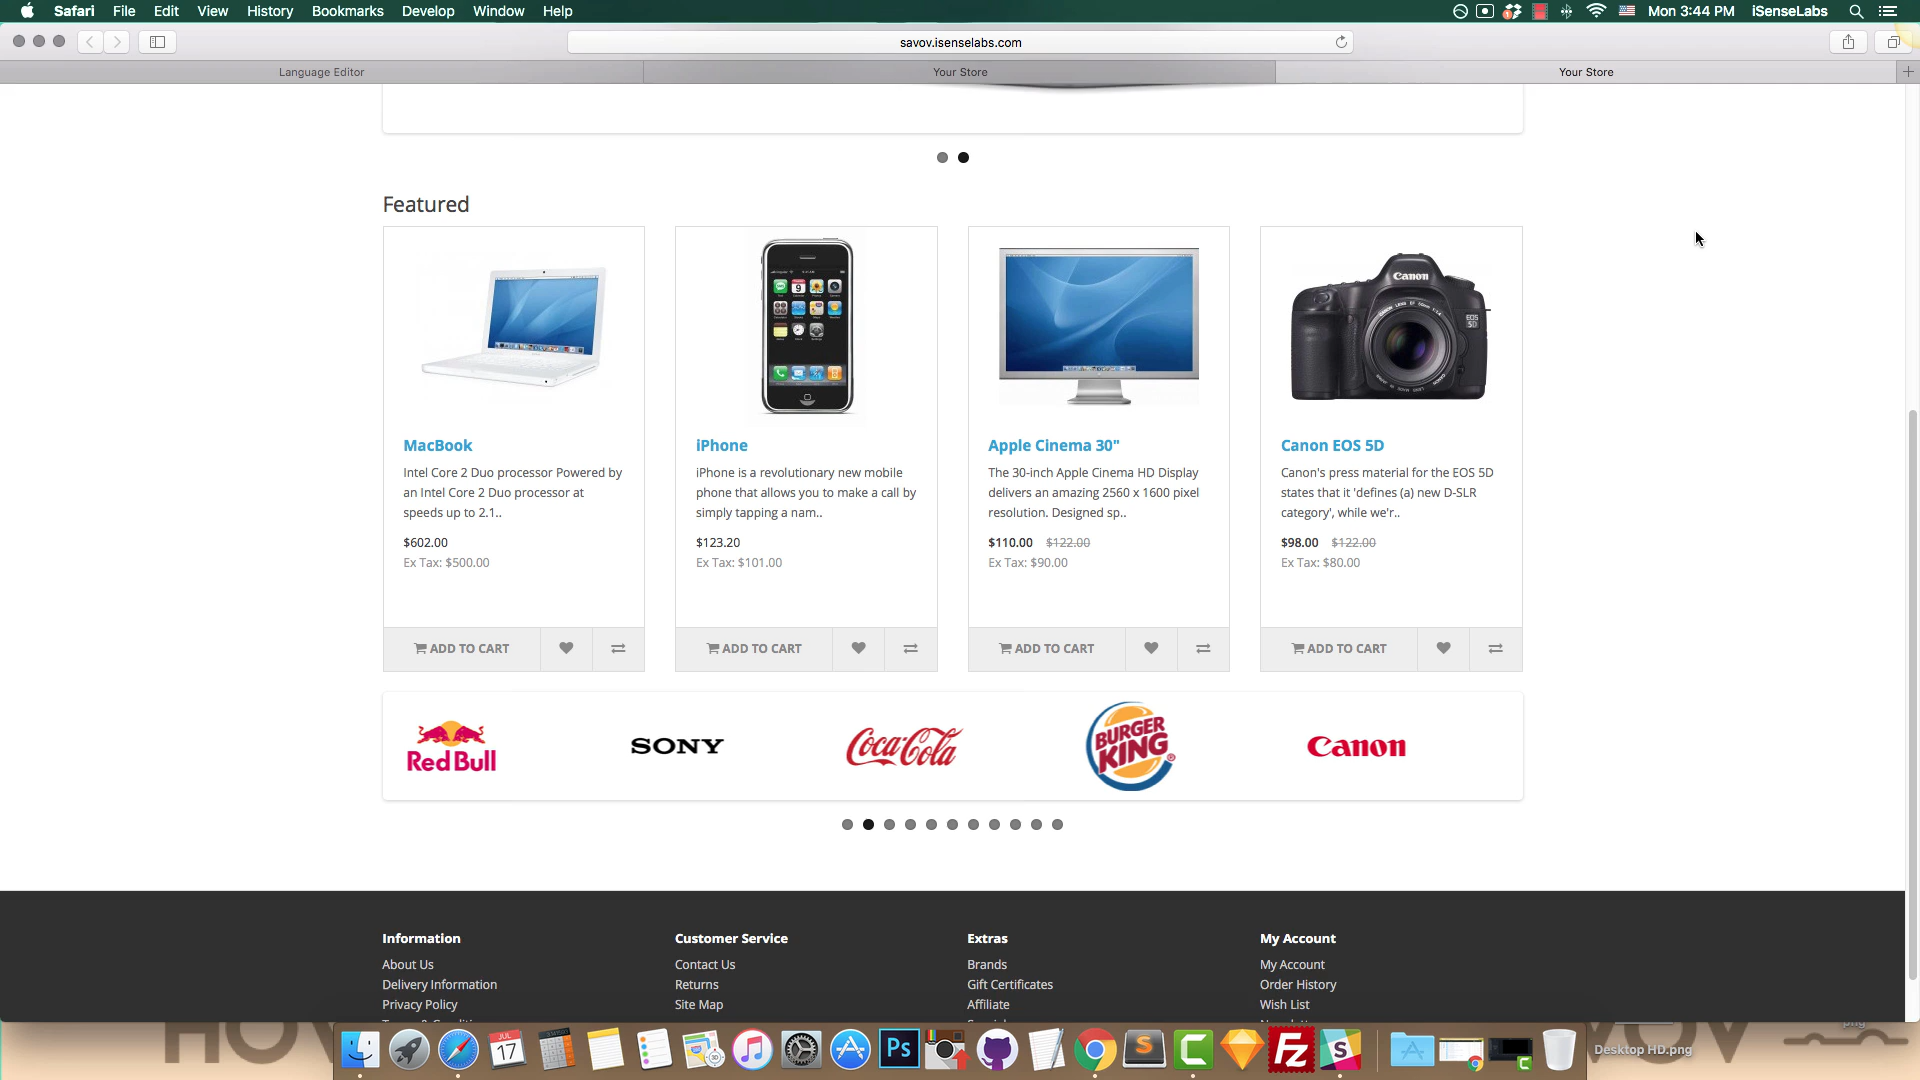 Safari File Edit View History Bookmarks Develop Window Help
Mon 3:44 PM iSenseLabs
savov.isenselabs.com
Language Editor
Your Store
Your Store
Featured
Canon
EOS 5D
MacBook
Intel Core 2 Duo processor Powered by
an Intel Core 2 Duo processor at
speeds up to 2.1..
$602.00
Ex Tax: $500.00
ADD TO CART
iPhone
iPhone is a revolutionary new mobile
phone that allows you to make a call by
simply tapping a nam..
$123.20
Ex Tax: $101.00
ADD TO CART
Apple Cinema 30"
The 30-inch Apple Cinema HD Display
delivers an amazing 2560 x 1600 pixel
resolution. Designed sp..
$110.00 $122.00
Ex Tax: $90.00
ADD TO CART
Canon EOS 5D
Canon's press material for the EOS 5D
states that it 'defines (a) new D-SLR
category', while we'r..
$98.00 $122.00
Ex Tax: $80.00
ADD TO CART
Red Bull
SONY
Coca-Cola
BURGER
KING
Canon
Information
About Us
Delivery Information
Privacy Policy
Customer Service
Contact Us
Returns
Site Map
Extras
Brands
Gift Certificates
Affiliate
My Account
My Account
Order History
Wish List
png
JUL
17
Ps
Desktop HD.png